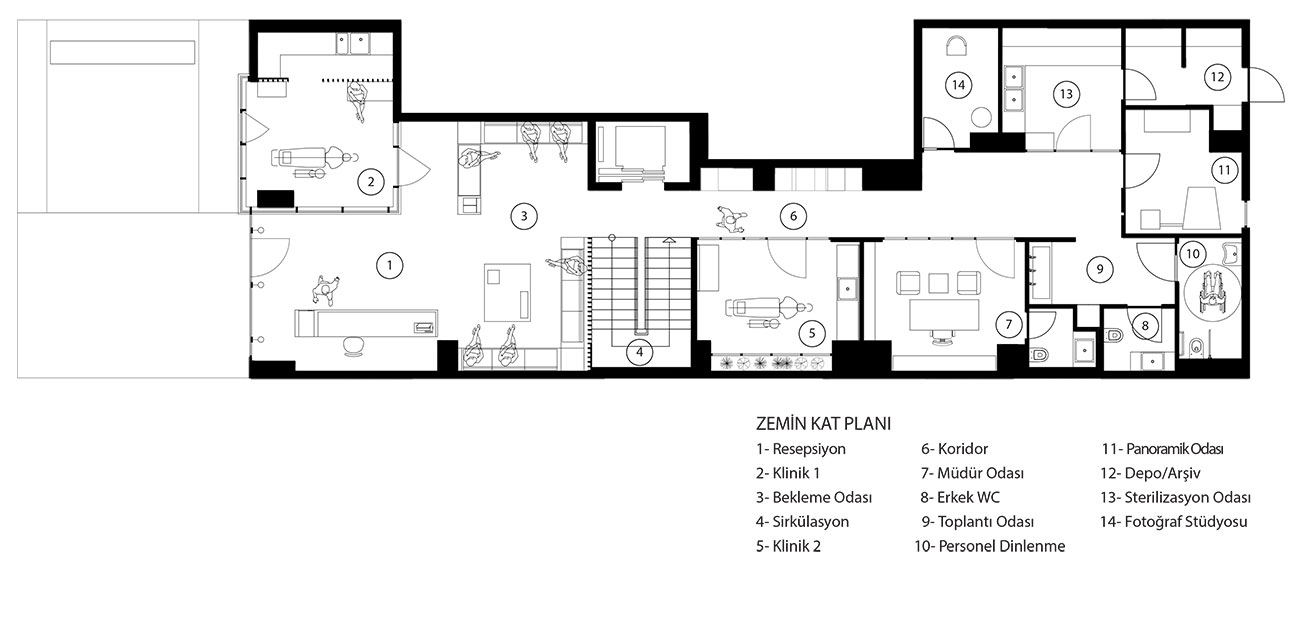 14
13
12
11
2
3
6
1
10
9
5
7
8
4
ZEMİN KAT PLANI
1- Resepsiyon
2- Klinik 1
3- Bekleme Odası
4- Sirkülasyon
5- Klinik 2
6- Koridor
7- Müdür Odası
8- Erkek WC
9- Toplantı Odası
10- Personel Dinlenme
11- Panoramik Odası
12- Depo/Arşiv
13- Sterilizasyon Odası
14- Fotoğraf Stüdyosu